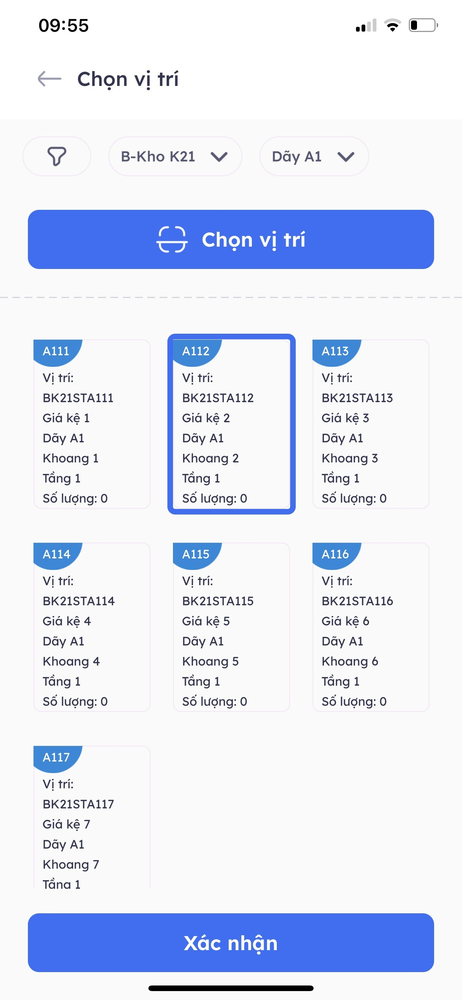 09:55
Chọn vị trí
B-Kho K21
Dãy A1
Chọn vị trí
A111
Vị trí:
BK21STA111
Giá kệ 1
Dãy A1
Khoang 1
Tầng 1
Số lượng: 0
A112
Vị trí:
BK21STA112
Giá kệ 2
Dãy A1
Khoang 2
Tầng 1
Số lượng: 0
A113
Vị trí:
BK21STA113
Giá kệ 3
Dãy A1
Khoang 3
Tầng 1
Số lượng: 0
A114
Vị trí:
BK21STA114
Giá kệ 4
Dãy A1
Khoang 4
Tầng 1
Số lượng: 0
A115
Vị trí:
BK21STA115
Giá kệ 5
Dãy A1
Khoang 5
Tầng 1
Số lượng: 0
A116
Vị trí:
BK21STA116
Giá kệ 6
Dãy A1
Khoang 6
Tầng 1
Số lượng: 0
A117
Vị trí:
BK21STA117
Giá kệ 7
Dãy A1
Khoang 7
Tầng 1
Xác nhận